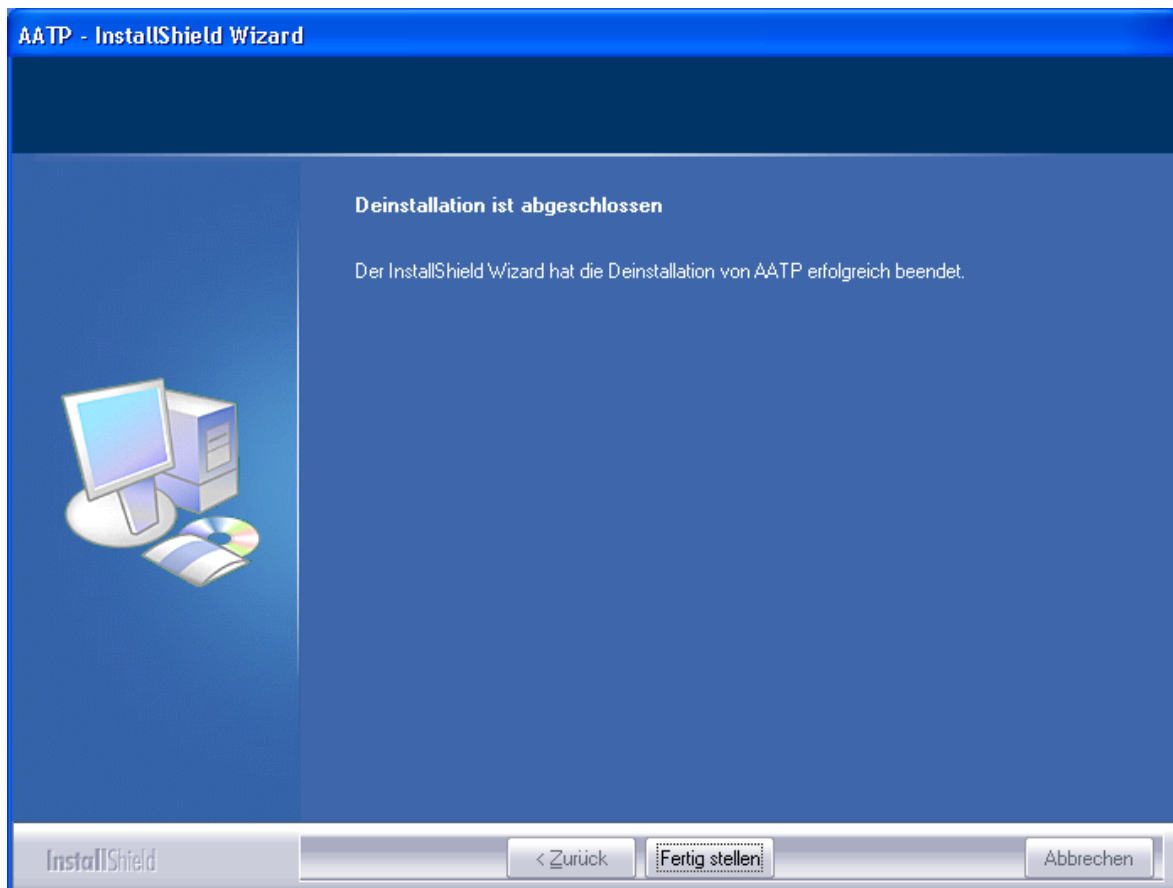 AATP - InstallShield Wizard
Deinstallation ist abgeschlossen
Der InstallShield Wizard hat die Deinstallation von AATP erfolgreich beendet.
InstallShield
< Zurück
Fertig stellen
Abbrechen